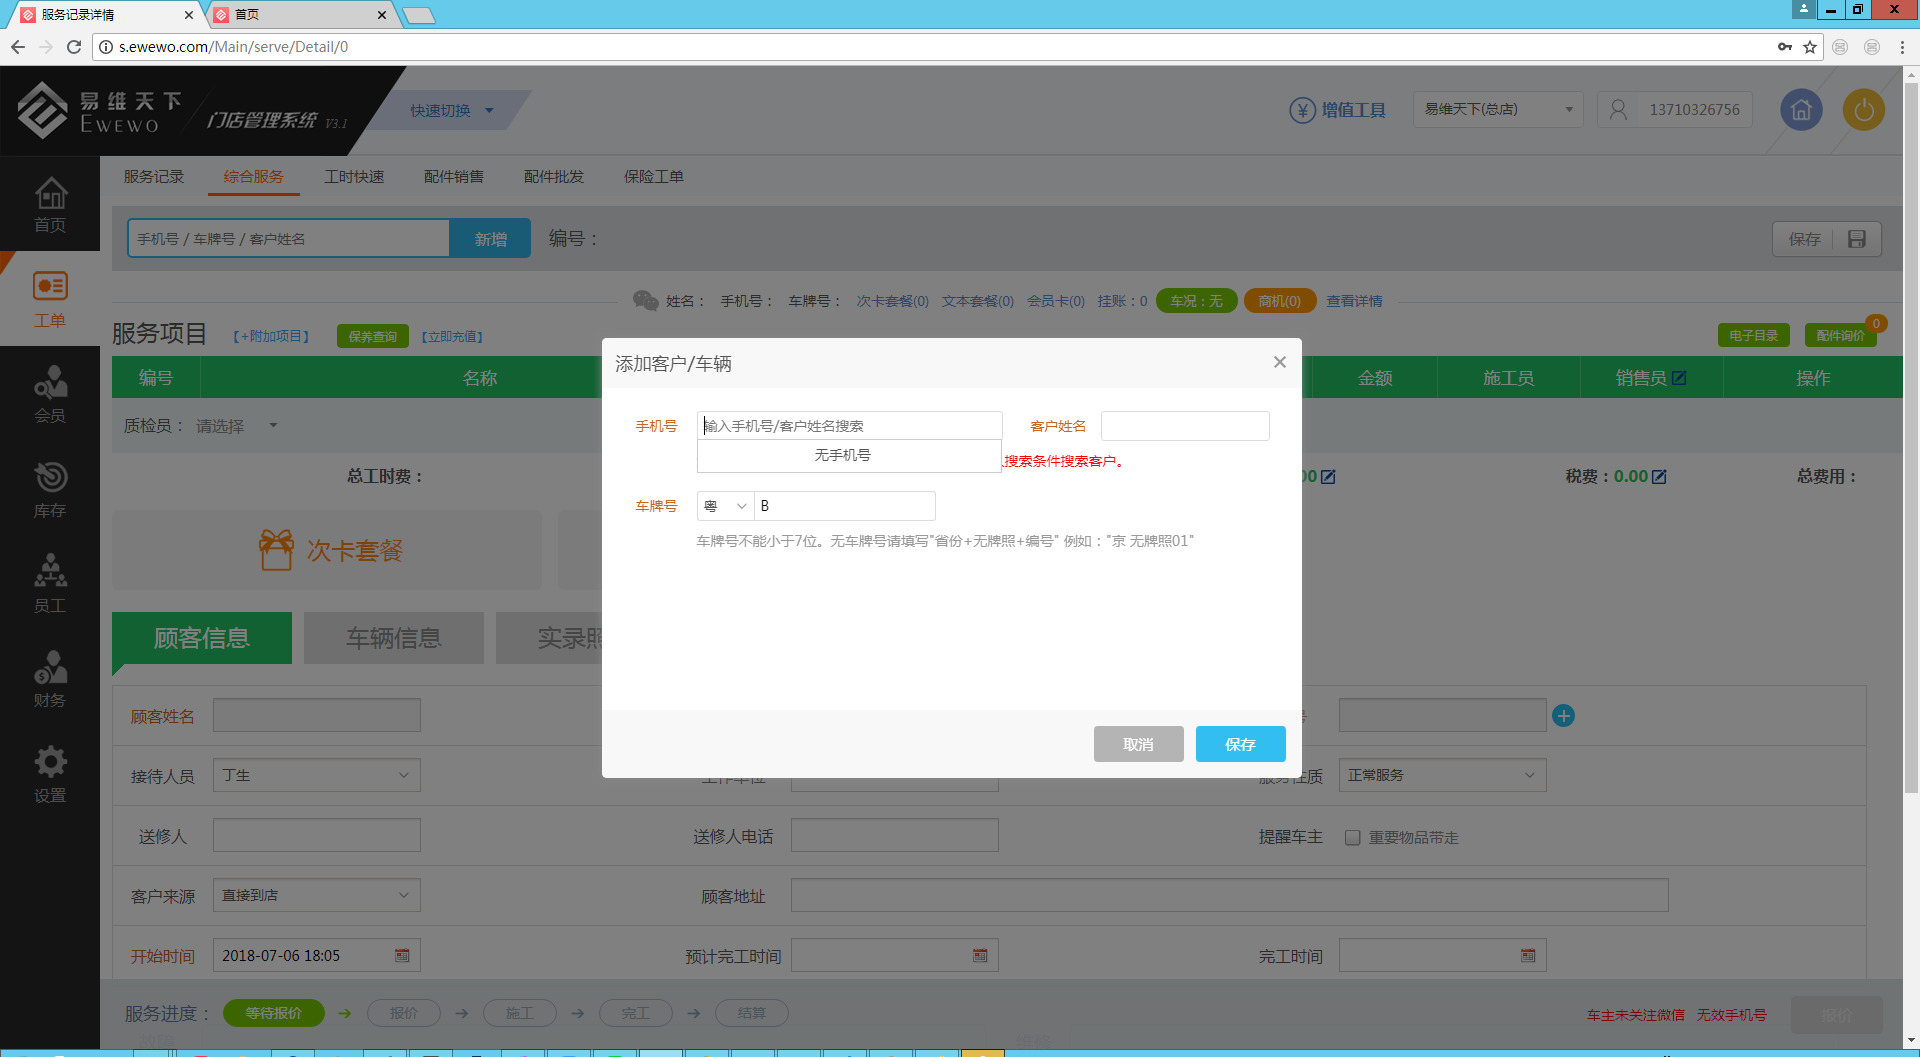 服务记录详情
首页
s.ewewo.com/Main/serve/Detail/0
易维天下
EWEWO
门店管理系统 V3.1
快速切换
增值工具
易维天下(总店)
13710326756
服务记录 综合服务 工时快速 配件销售 配件批发 保险工单
首页
工单
会员
库存
员工
财务
设置
手机号 / 车牌号 / 客户姓名
新增
编号：
保存
姓名： 手机号： 车牌号： 次卡套餐(0) 文本套餐(0) 会员卡(0) 挂账：0 车况：无 商机(0) 查看详情
服务项目 【+附加项目】 保养查询 【立即充值】
电子目录 配件询价 0
编号 名称 金额 施工员 销售员 操作
质检员： 请选择
总工时费： 00 税费：0.00 总费用：
次卡套餐
添加客户/车辆
手机号 输入手机号/客户姓名搜索 客户姓名
无手机号
搜索条件搜索客户。
车牌号 粤 B
车牌号不能小于7位。无车牌号请填写"省份+无牌照+编号" 例如："京 无牌照01"
取消 保存
顾客信息 车辆信息 实录照
顾客姓名 号
接待人员 丁生 工作单位 服务性质 正常服务
送修人 送修人电话 提醒车主 重要物品带走
客户来源 直接到店 顾客地址
开始时间 2018-07-06 18:05 预计完工时间 完工时间
服务进度： 等待报价 报价 施工 完工 结算
车主未关注微信 无效手机号 报价